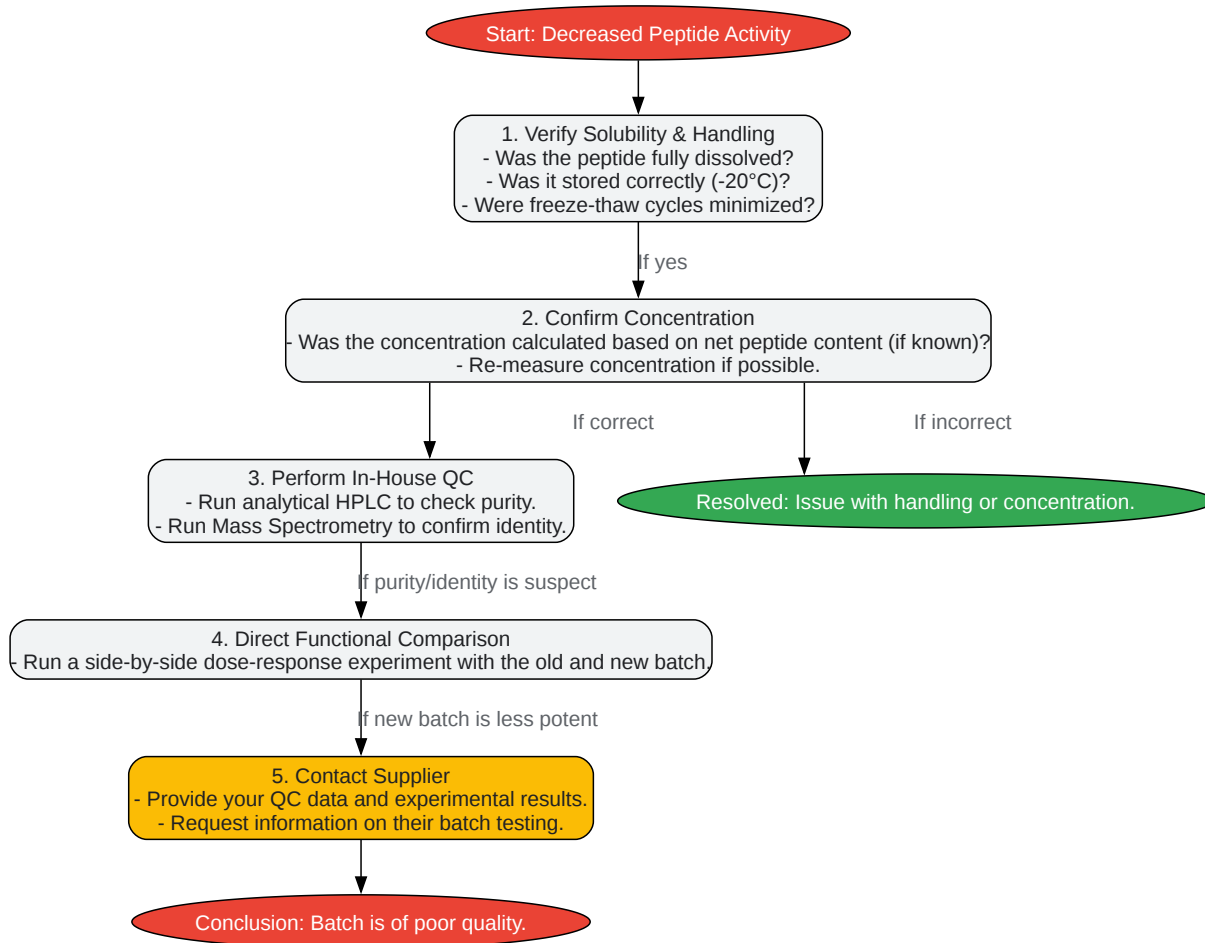 Start: Decreased Peptide Activity
1. Verify Solubility & Handling
- Was the peptide fully dissolved?
- Was it stored correctly (-20°C)?
- Were freeze-thaw cycles minimized?
If yes
2. Confirm Concentration
- Was the concentration calculated based on net peptide content (if known)?
- Re-measure concentration if possible.
If correct
If incorrect
3. Perform In-House QC
- Run analytical HPLC to check purity.
- Run Mass Spectrometry to confirm identity.
Resolved: Issue with handling or concentration.
If purity/identity is suspect
4. Direct Functional Comparison
- Run a side-by-side dose-response experiment with the old and new batch.
If new batch is less potent
5. Contact Supplier
- Provide your QC data and experimental results.
- Request information on their batch testing.
Conclusion: Batch is of poor quality.